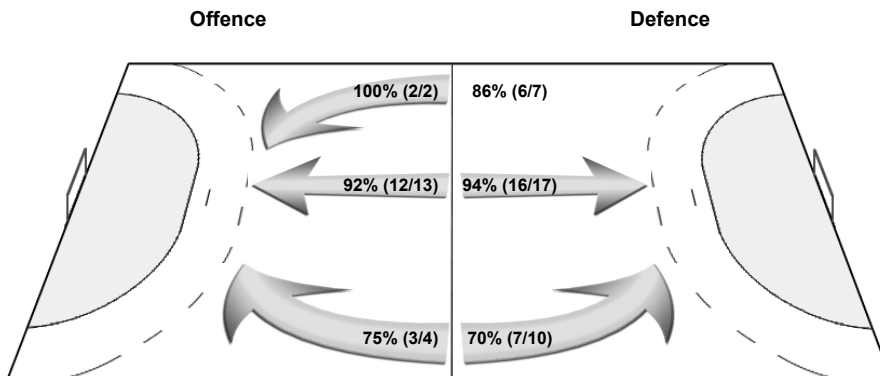 Offence Defence
100% (2/2) 86% (6/7)
92% (12/13) 94% (16/17)
75% (3/4) 70% (7/10)